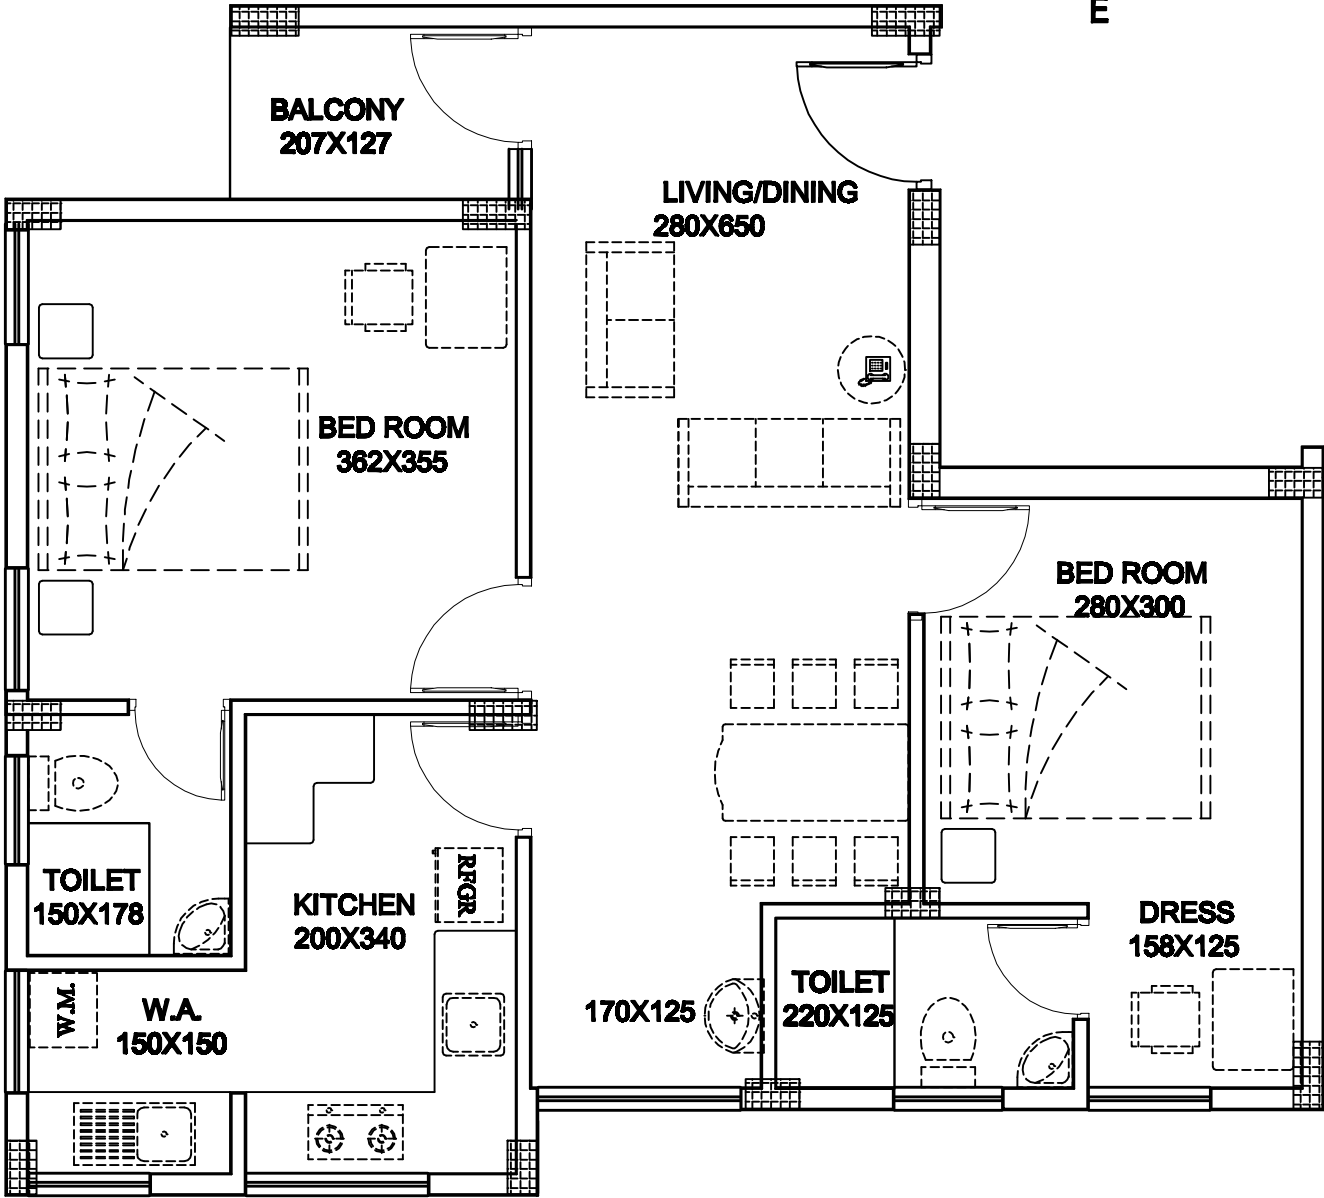 E
BALCONY
207X127
LIVING/DINING
280X650
BED ROOM
362X355
BED ROOM
280X300
TOILET
150X178
KITCHEN
200X340
RFGR
DRESS
158X125
W.M.
W.A.
150X150
170X125
TOILET
220X125